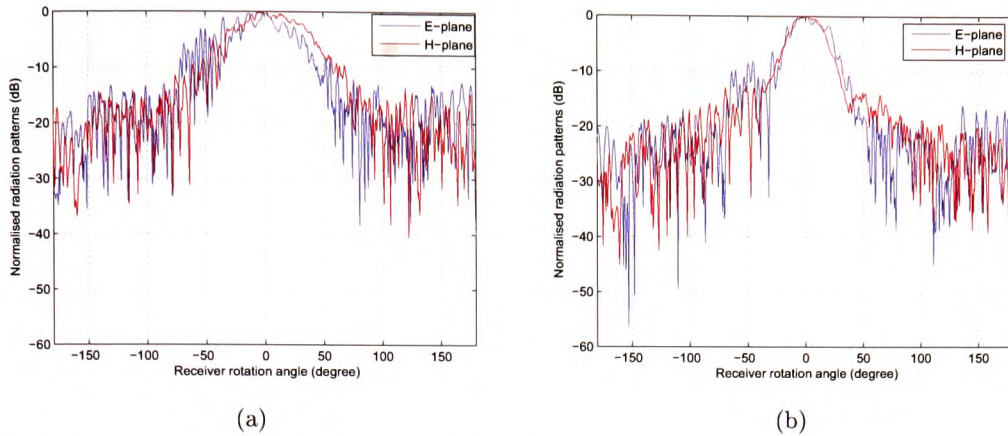 0
−10
−20
−30
−40
−50
−60
Normalised radiation patterns (dB)
E−plane
H−plane
−150
−100
−50
0
50
100
150
Receiver rotation angle (degree)
(a)
0
−10
−20
−30
−40
−50
−60
Normalised radiation patterns (dB)
E−plane
H−plane
−150
−100
−50
0
50
100
150
Receiver rotation angle (degree)
(b)